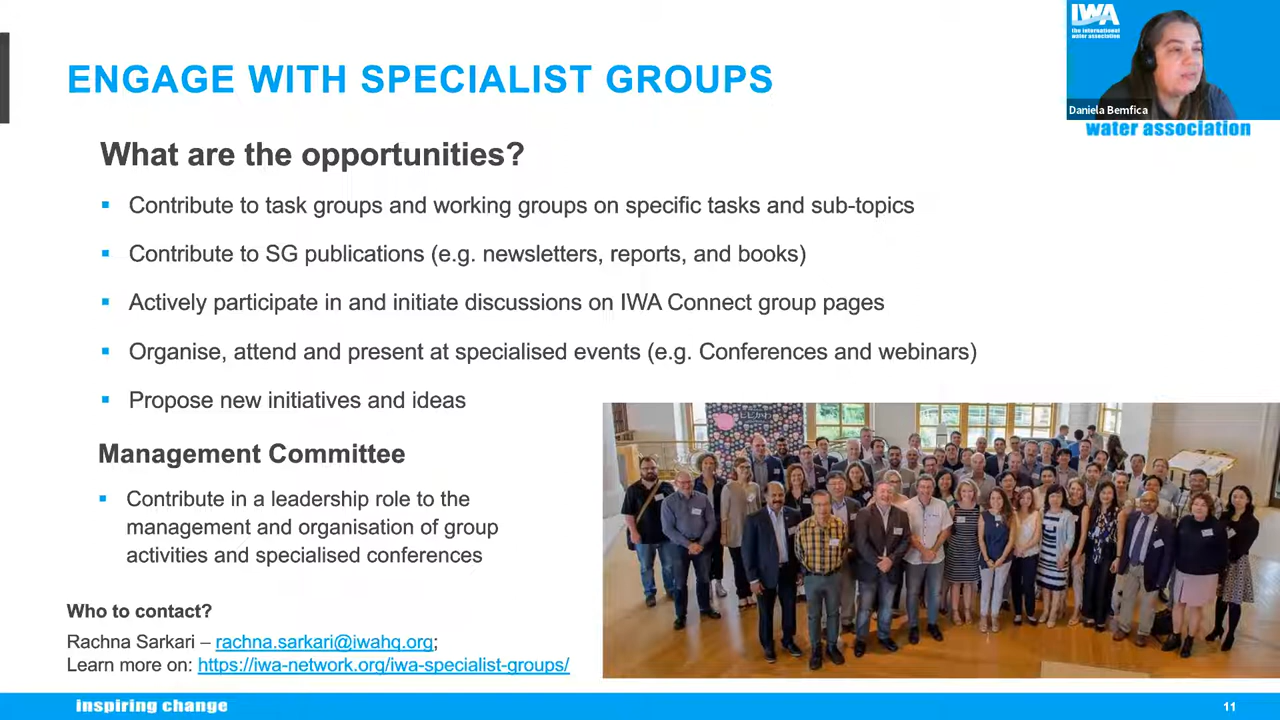 ENGAGE WITH SPECIALIST GROUPS
IWA
the international
water association
Daniela Bemfica
water association
What are the opportunities?
Contribute to task groups and working groups on specific tasks and sub-topics
Contribute to SG publications (e.g. newsletters, reports, and books)
Actively participate in and initiate discussions on IWA Connect group pages
Organise, attend and present at specialised events (e.g. Conferences and webinars)
Propose new initiatives and ideas
Management Committee
Contribute in a leadership role to the
management and organisation of group
activities and specialised conferences
Who to contact?
Rachna Sarkari – rachna.sarkari@iwahq.org;
Learn more on: https://iwa-network.org/iwa-specialist-groups/
inspiring change
11